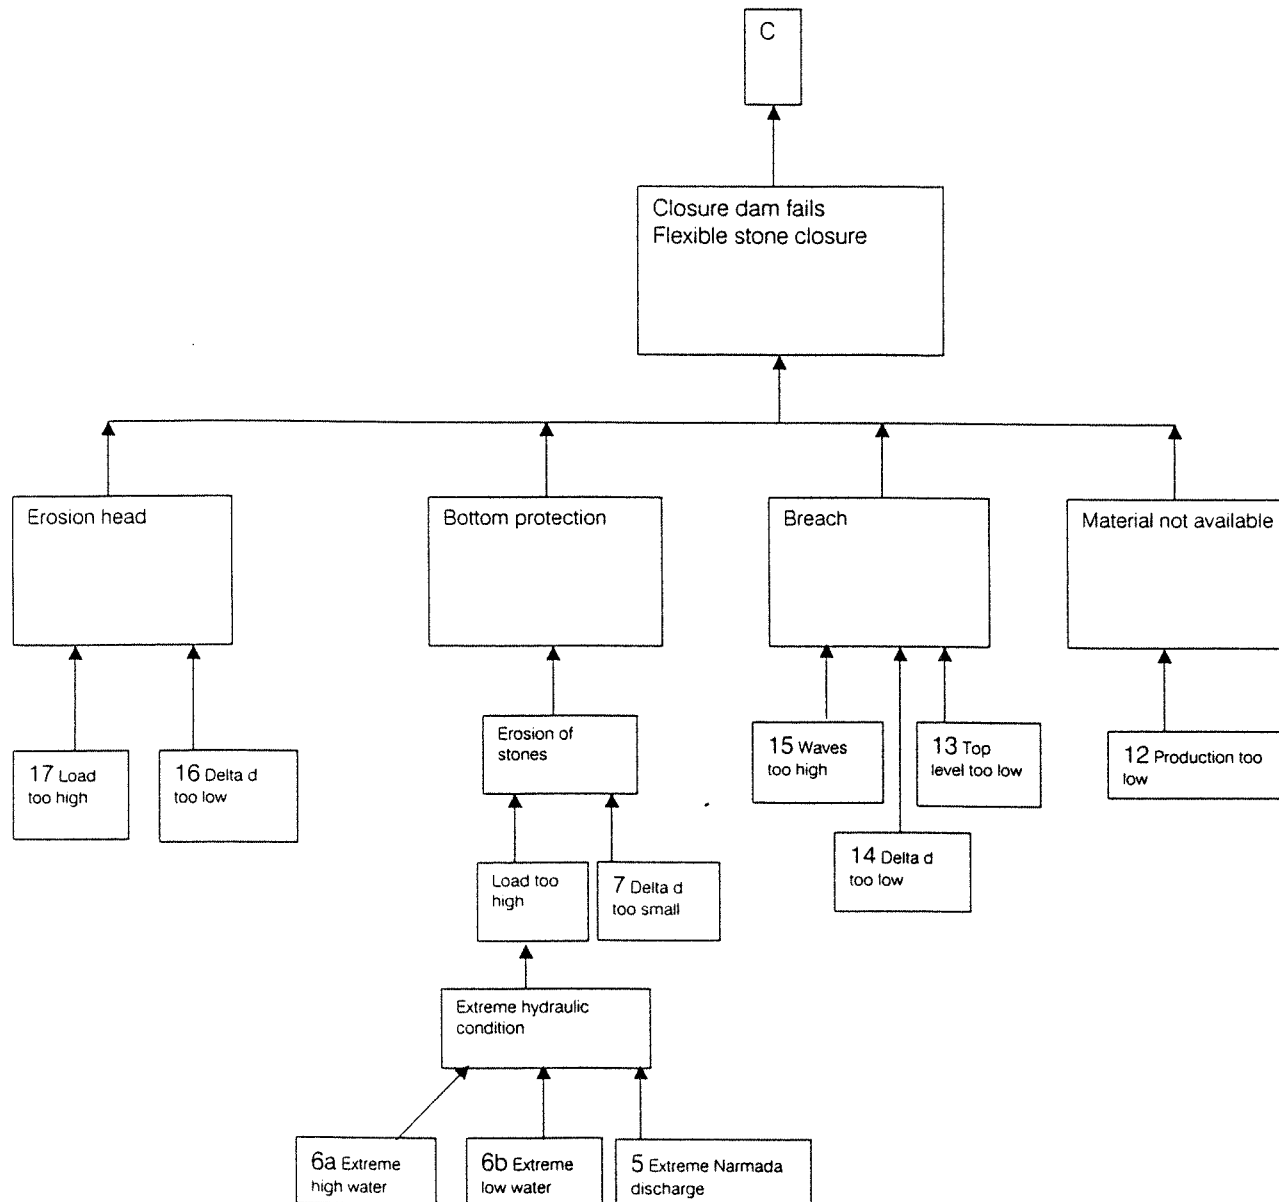 C
Closure dam fails
Flexible stone closure
Erosion head
Bottom protection
Breach
Material not available
17 Load
too high
16 Delta d
too low
Erosion of
stones
15 Waves
too high
13 Top
level too low
12 Production too
low
14 Delta d
too low
Load too
high
7 Delta d
too small
Extreme hydraulic
condition
6a Extreme
high water
6b Extreme
low water
5 Extreme Narmada
discharge